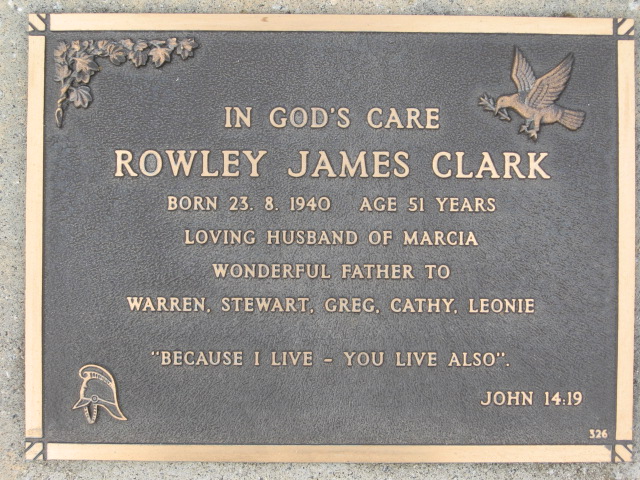 IN GOD'S CARE
ROWLEY JAMES CLARK
BORN 23. 8. 1940 AGE 51 YEARS
LOVING HUSBAND OF MARCIA
WONDERFUL FATHER TO
WARREN, STEWART, GREG, CATHY, LEONIE
"BECAUSE I LIVE - YOU LIVE ALSO".
JOHN 14:19
326